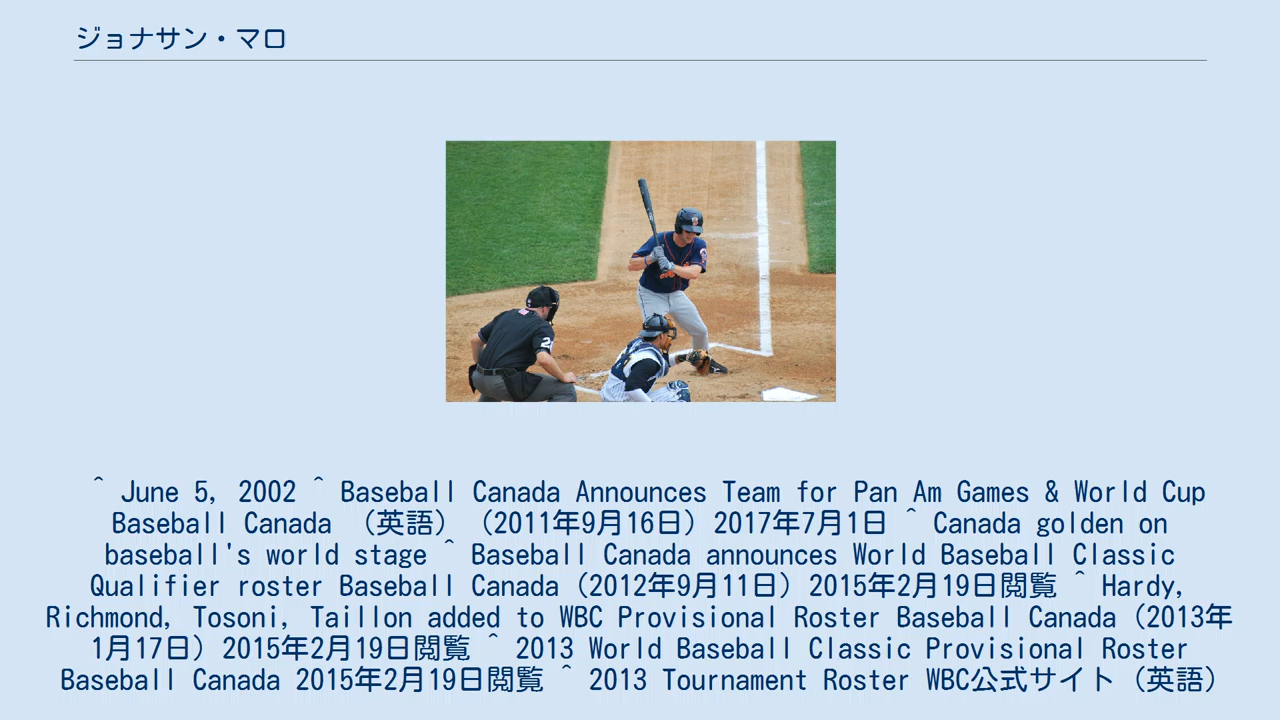 ジョナサン・マロ
^ June 5, 2002 ^ Baseball Canada Announces Team for Pan Am Games & World Cup
Baseball Canada （英語）（2011年9月16日）2017年7月1日 ^ Canada golden on
baseball's world stage ^ Baseball Canada announces World Baseball Classic
Qualifier roster Baseball Canada（2012年9月11日）2015年2月19日閲覧 ^ Hardy,
Richmond, Tosoni, Taillon added to WBC Provisional Roster Baseball Canada（2013年
1月17日）2015年2月19日閲覧 ^ 2013 World Baseball Classic Provisional Roster
Baseball Canada 2015年2月19日閲覧 ^ 2013 Tournament Roster WBC公式サイト（英語）